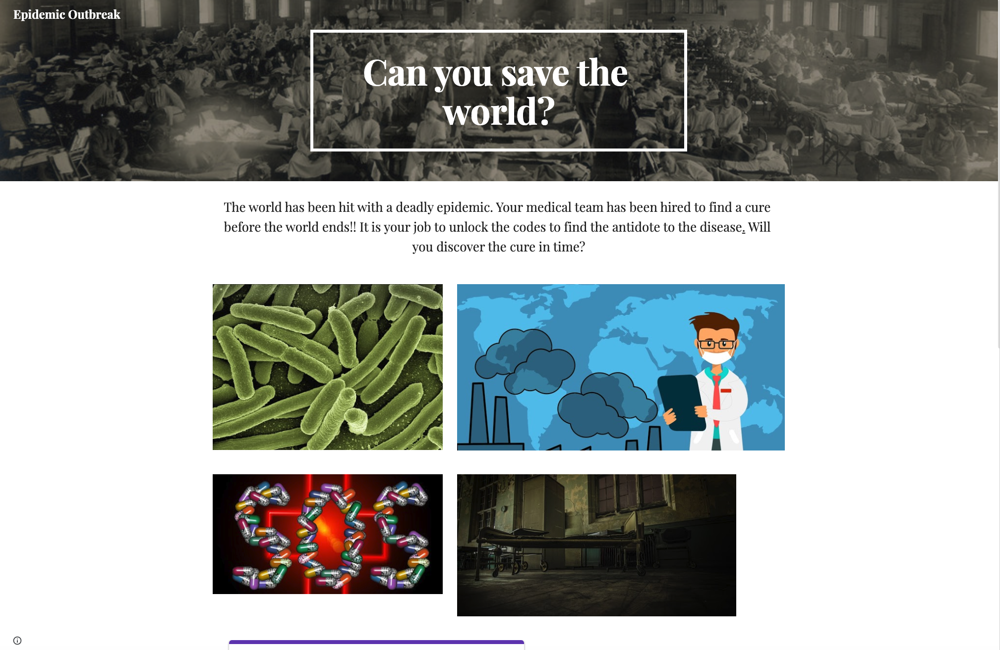 Epidemic Outbreak
Can you save the
world?
The world has been hit with a deadly epidemic. Your medical team has been hired to find a cure
before the world ends!! It is your job to unlock the codes to find the antidote to the disease. Will
you discover the cure in time?
SOS